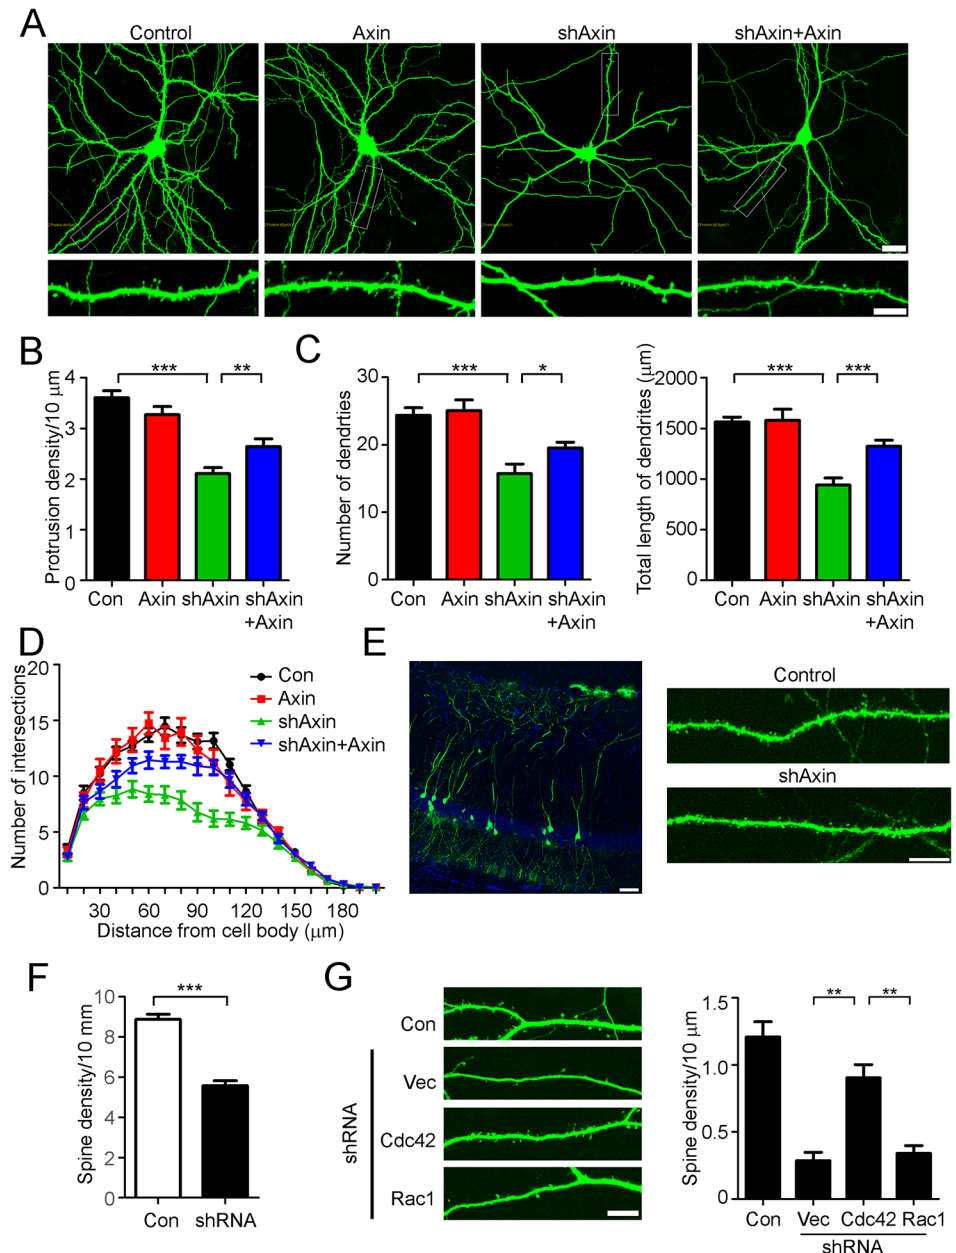 A
Control
Axin
shAxin
shAxin+Axin
B
Protrusion density/10 μm
4
3
2
1
0
***
**
Con
Axin
shAxin
shAxin
+Axin
C
Number of dendrties
30
20
10
0
***
*
Con
Axin
shAxin
shAxin
+Axin
Total length of dendrites (μm)
2000
1500
1000
500
0
***
***
Con
Axin
shAxin
shAxin
+Axin
D
Number of intersections
20
15
10
5
0
Con
Axin
shAxin
shAxin+Axin
30 60 90 120 150 180
Distance from cell body (μm)
E
Control
shAxin
F
Spine density/10 mm
10
8
6
4
2
0
***
Con
shRNA
G
Con
Vec
Cdc42
Rac1
shRNA
Spine density/10 μm
1.5
1.0
0.5
0
**
**
Con
Vec
Cdc42
Rac1
shRNA